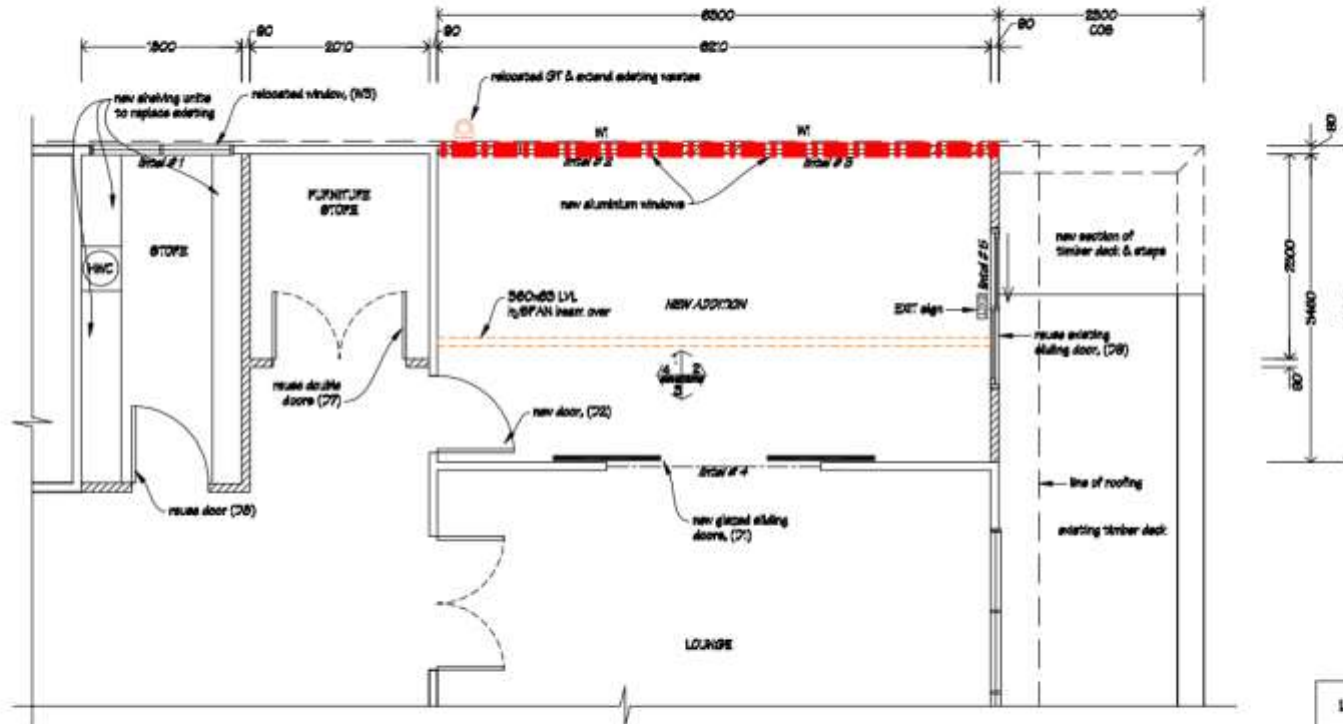 6300
2500
COS
90
90
90
1800
2010
6210
relocated GT & extend existing wastes
new shelving units
to replace existing
relocated window, (W3)
W1
W1
90
lintel # 1
lintel # 2
lintel # 3
new aluminium windows
FURNITURE
STORE
STORE
HWC
360x63 LVL
hySPAN beam over
NEW ADDITION
lintel # 5
EXIT sign
new section of
timber deck & steps
reuse existing
sliding door, (D9)
2500
3460
90
reuse double
doors (D7)
new door, (D2)
lintel # 4
line of roofing
reuse door (D8)
new glazed sliding
doors, (D1)
existing timber deck
LOUNGE